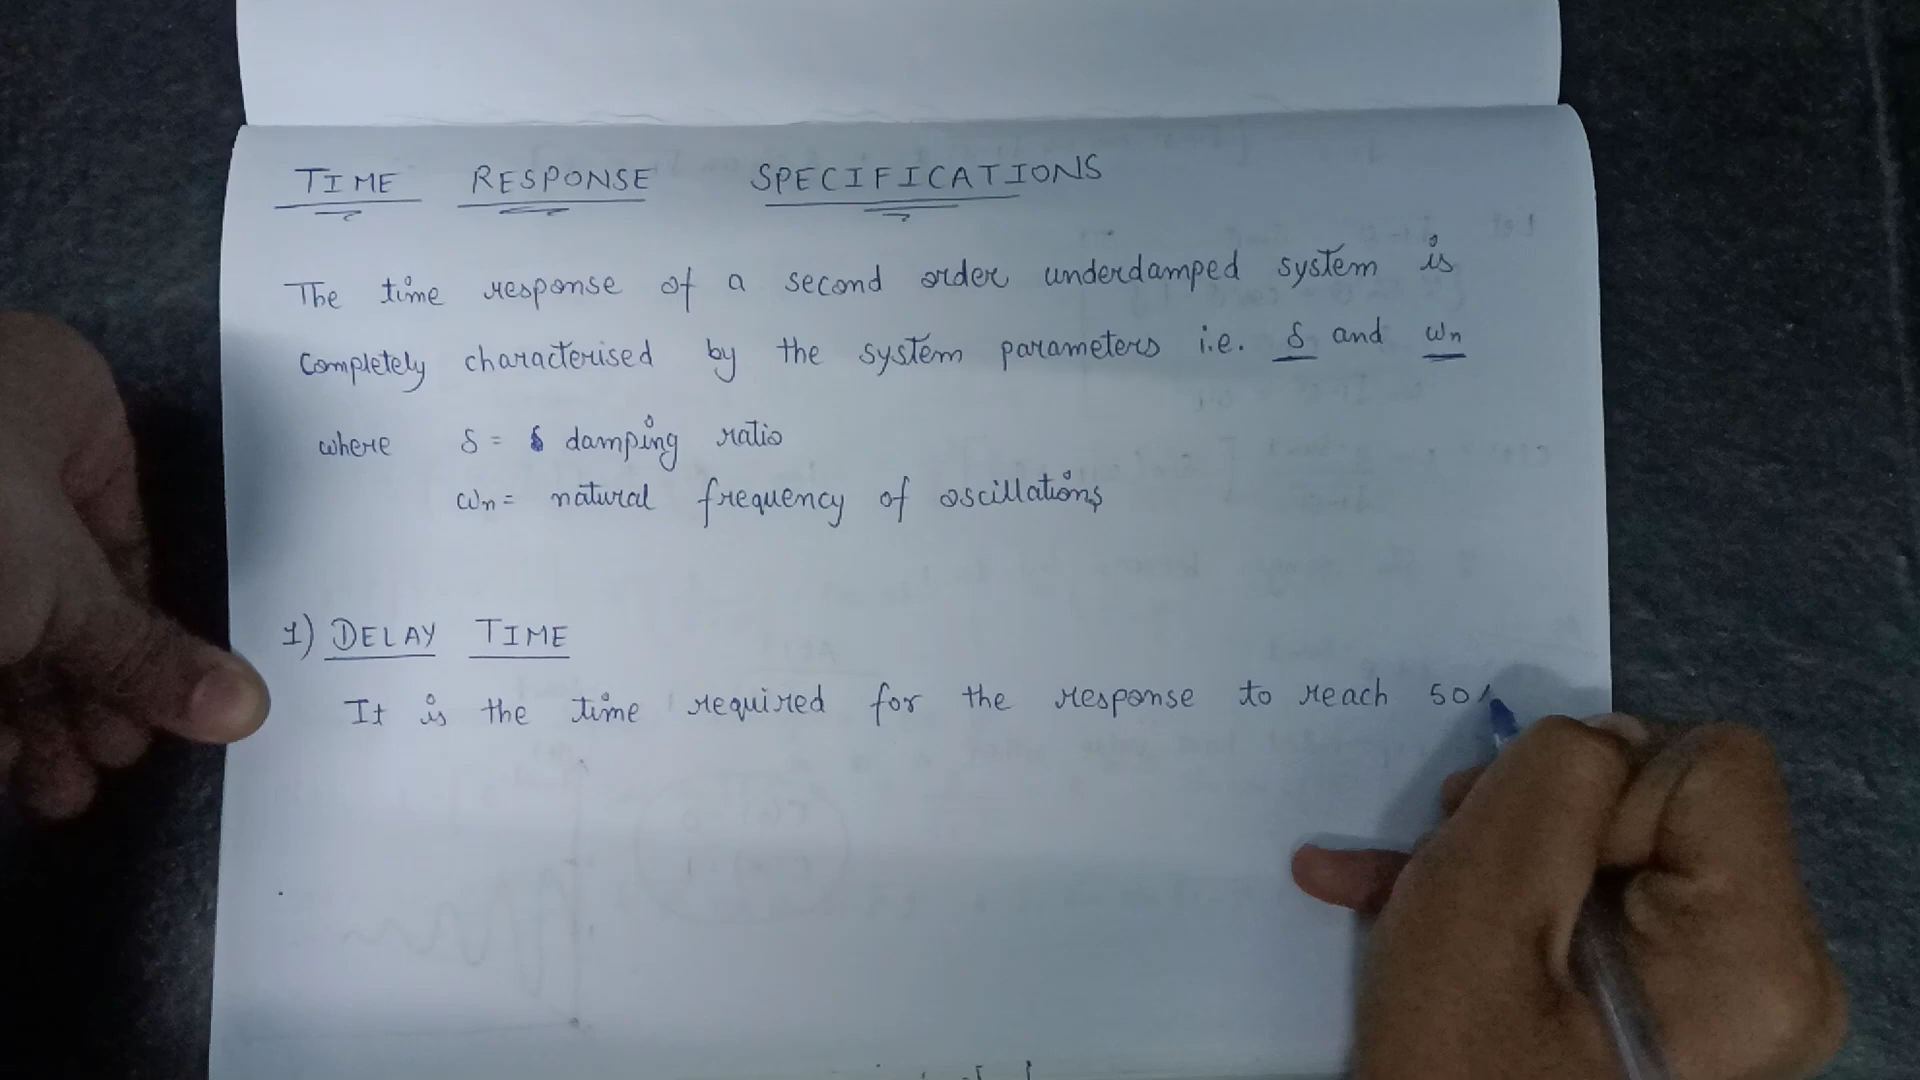 TIME RESPONSE SPECIFICATIONS
The time response of a second order underdamped system is
completely characterised by the system parameters i.e. δ and ωn
where δ = damping ratio
ωn = natural frequency of oscillations
1) DELAY TIME
It is the time required for the response to reach 50